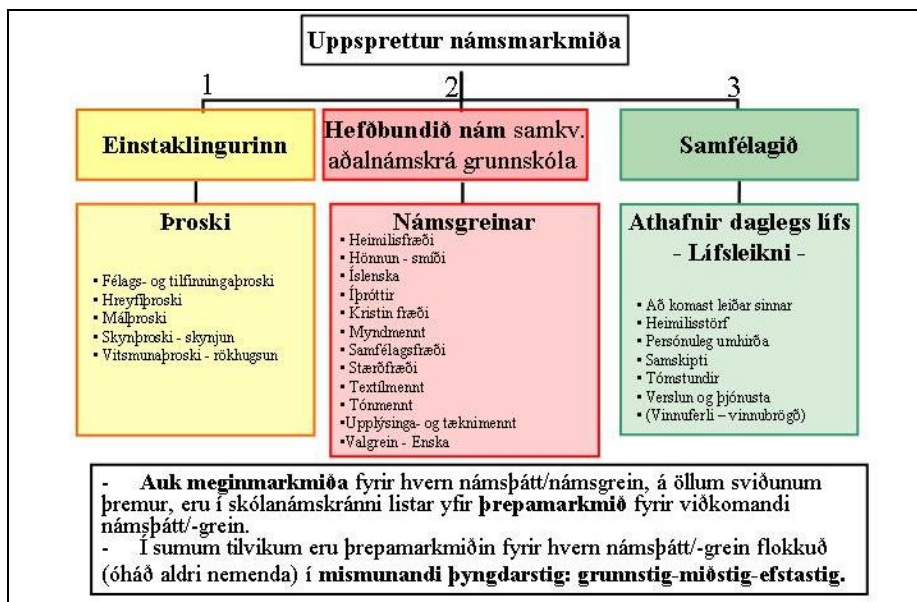 Uppsprettur námsmarkmiða
1
2
3
Einstaklingurinn
Hefðbundið nám samkv.
aðalnámskrá grunnskóla
Samfélagið
Þroski
▪ Félags- og tilfinningaþroski
▪ Hreyfiþroski
▪ Málþroski
▪ Skynþroski - skynjun
▪ Vitsmunaþroski - rökhugsun
Námsgreinar
▪ Heimilisfræði
▪ Hönnun - smíði
▪ Íslenska
▪ Íþróttir
▪ Kristin fræði
▪ Myndmennt
▪ Samfélagsfræði
▪ Stærðfræði
▪ Textílmennt
▪ Tónmennt
▪ Upplýsinga- og tæknimennt
▪ Valgrein - Enska
Athafnir daglegs lífs
- Lífsleikni -
▪ Að komast leiðar sinnar
▪ Heimilisstörf
▪ Persónuleg umhirða
▪ Samskipti
▪ Tómstundir
▪ Verslun og þjónusta
▪ (Vinnuferli – vinnubrögð)
- Auk meginmarkmiða fyrir hvern námsþátt/námsgrein, á öllum sviðunum
þremur, eru í skólanámskránni listar yfir þrepamarkmið fyrir viðkomandi
námsþátt/-grein.
- Í sumum tilvikum eru þrepamarkmiðin fyrir hvern námsþátt/-grein flokkuð
(óháð aldri nemenda) í mismunandi þyngdarstig: grunnstig-miðstig-efstastig.